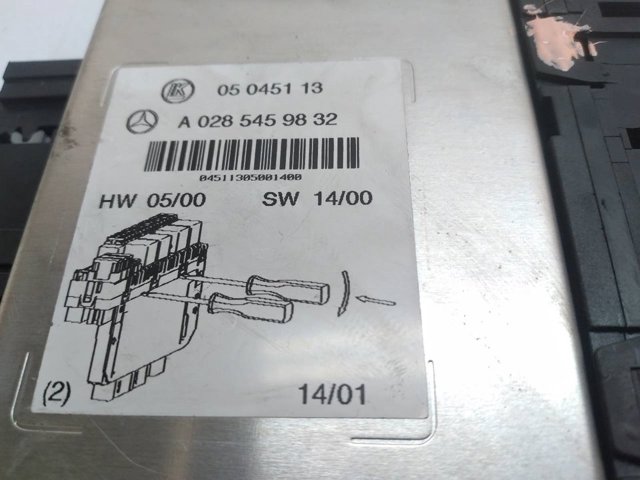 K 05 0451 13
A 028 545 98 32
04511305001400
HW 05/00 SW 14/00
(2) 14/01